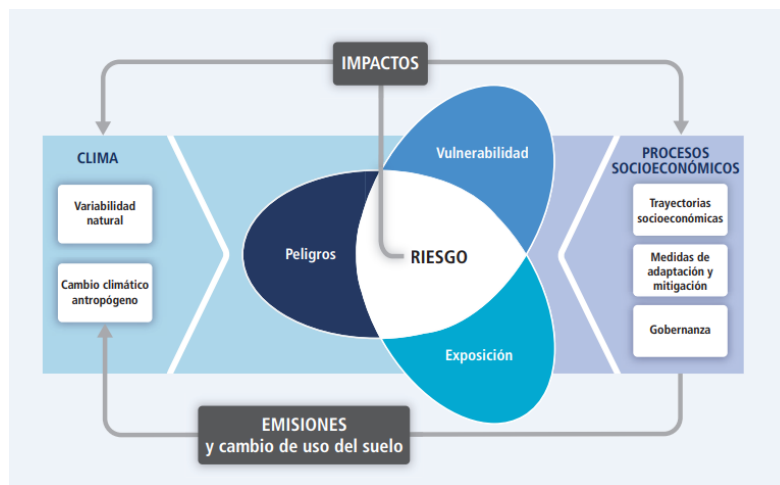 IMPACTOS
CLIMA
Variabilidad
natural
Cambio climático
antropógeno
Vulnerabilidad
Peligros
RIESGO
Exposición
PROCESOS
SOCIOECONÓMICOS
Trayectorias
socioeconómicas
Medidas de
adaptación y
mitigación
Gobernanza
EMISIONES
y cambio de uso del suelo